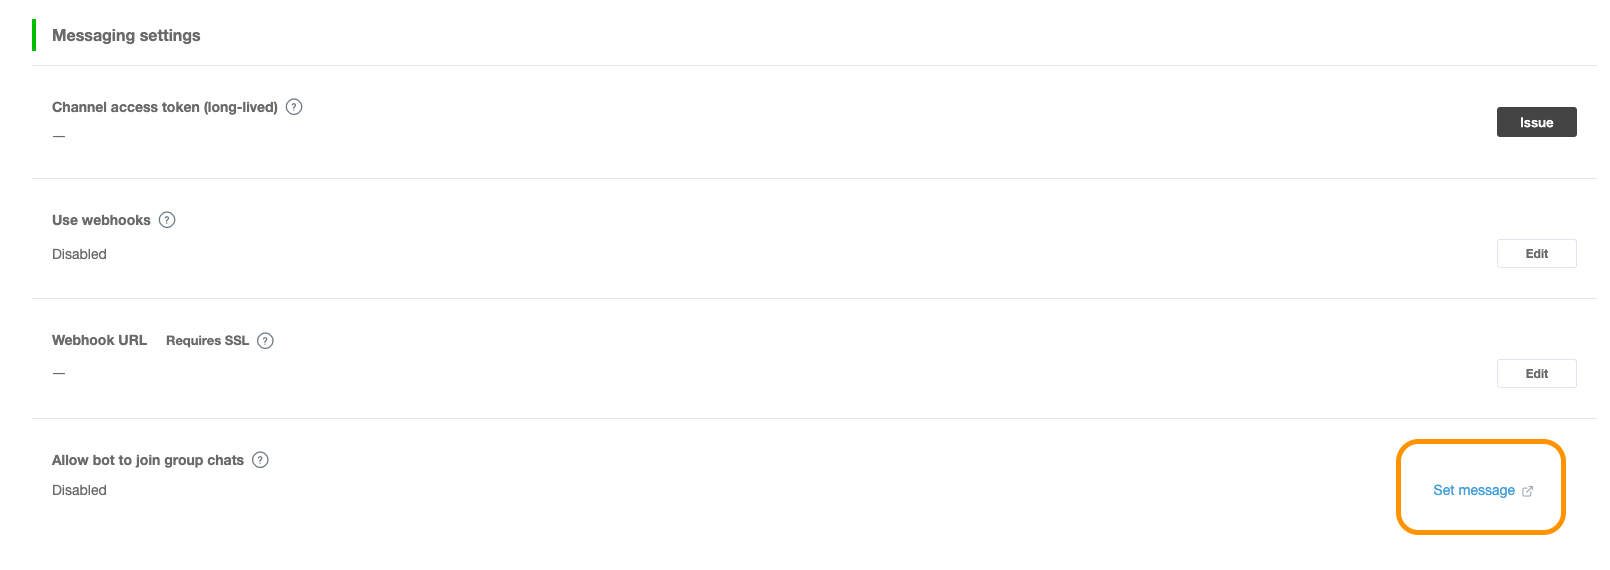 Messaging settings
Channel access token (long-lived) ?
—
Issue
Use webhooks ?
Disabled
Edit
Webhook URL Requires SSL ?
—
Edit
Allow bot to join group chats ?
Disabled
Set message